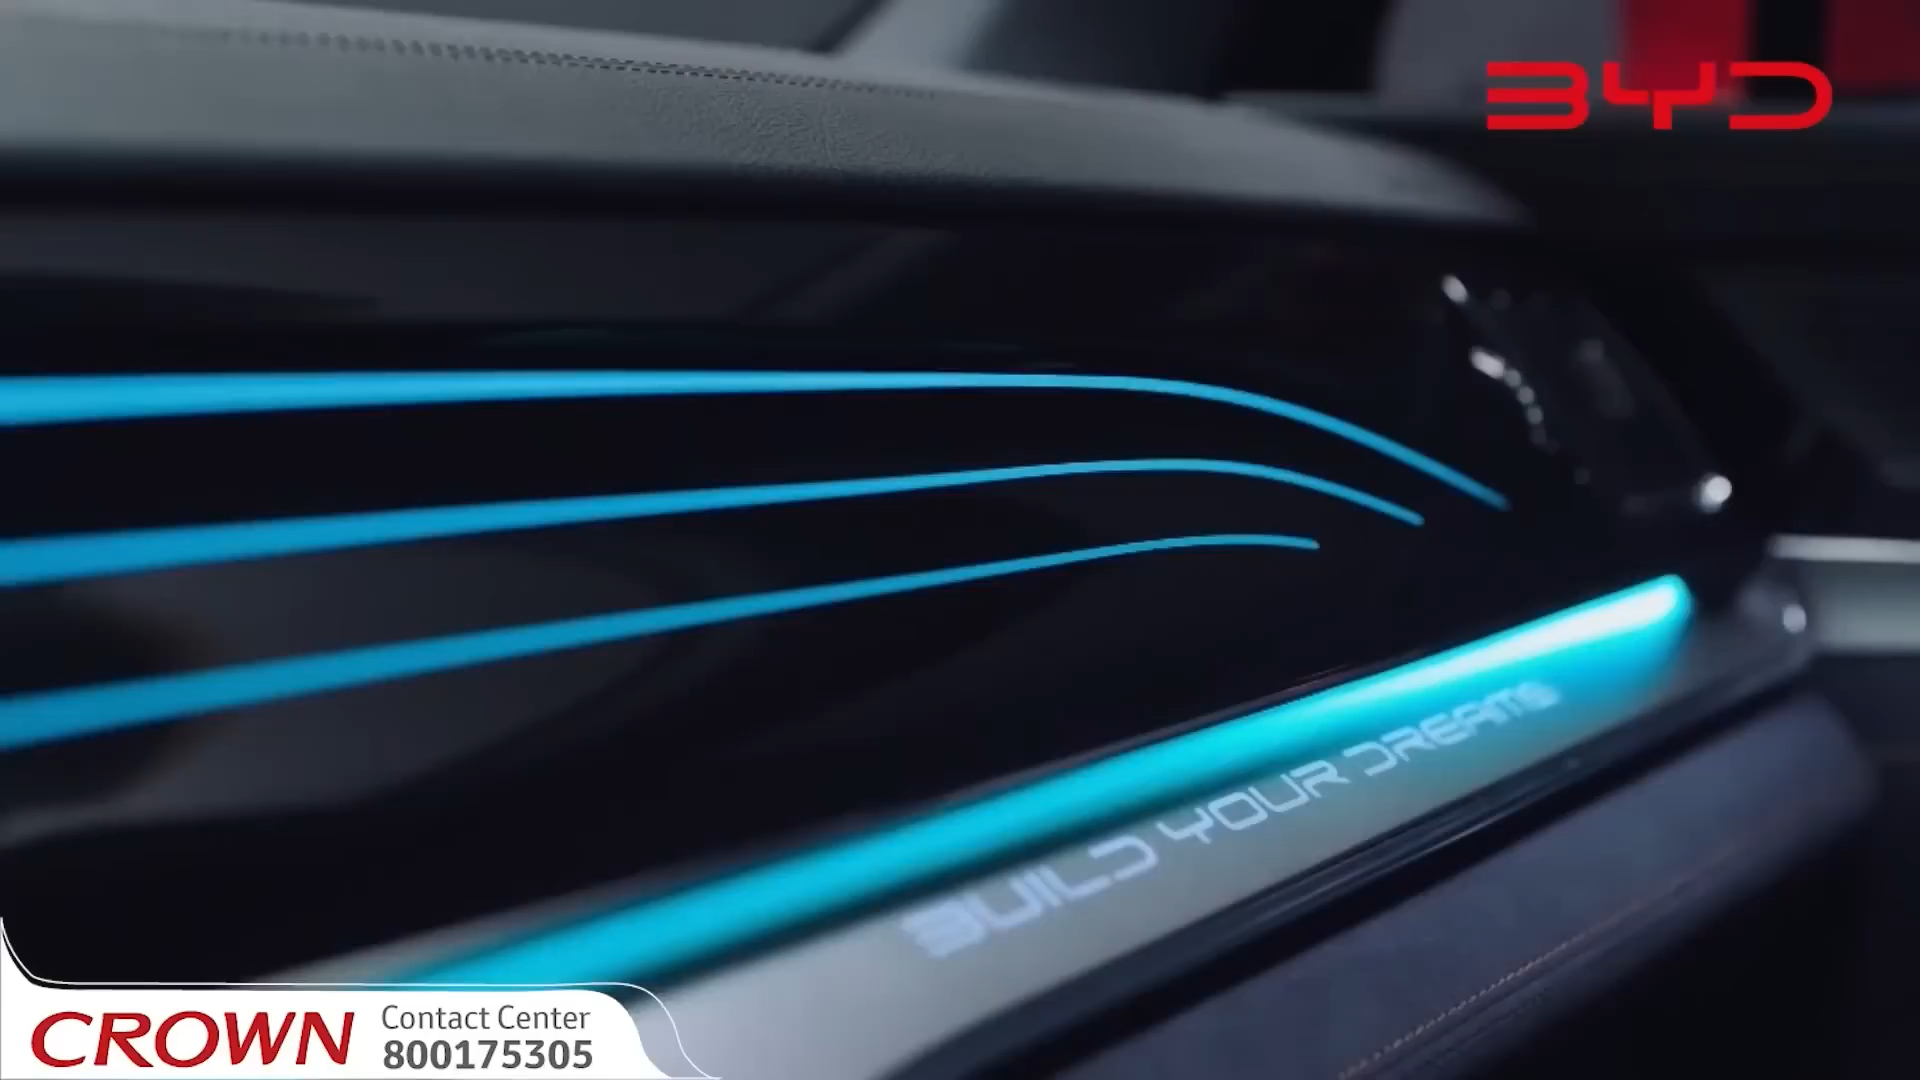 BYD
BUILD YOUR DREAMS
CROWN
Contact Center
800175305